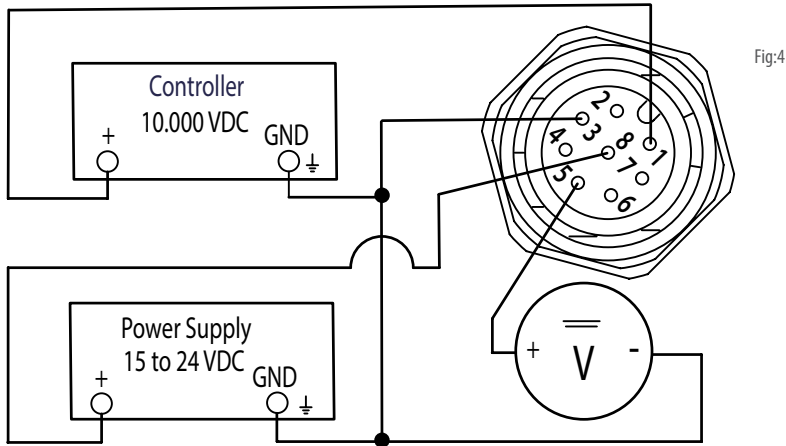 Fig:4
Controller
10.000 VDC
+
GND
1
2
3
4
5
6
7
8
Power Supply
15 to 24 VDC
+
GND
+
V
-